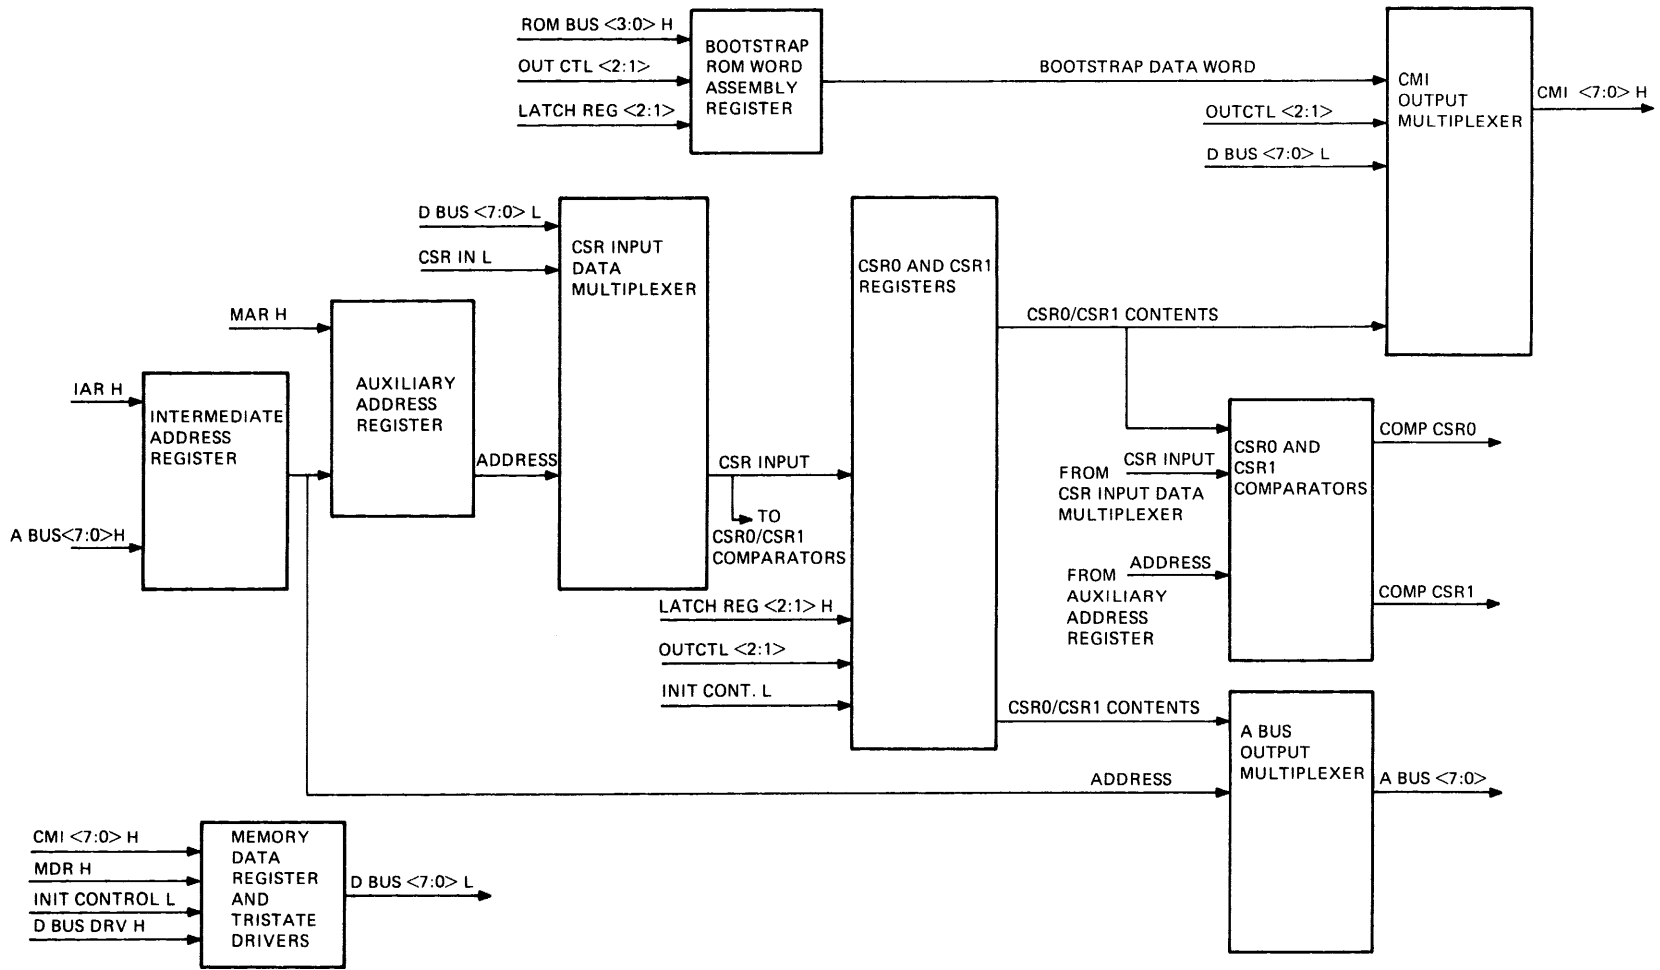 ROM BUS <3:0> H
OUT CTL <2:1>
LATCH REG <2:1>
BOOTSTRAP
ROM WORD
ASSEMBLY
REGISTER
BOOTSTRAP DATA WORD
OUTCTL <2:1>
D BUS <7:0> L
CMI
OUTPUT
MULTIPLEXER
CMI <7:0> H
D BUS <7:0> L
CSR IN L
CSR INPUT
DATA
MULTIPLEXER
MAR H
AUXILIARY
ADDRESS
REGISTER
ADDRESS
IAR H
A BUS<7:0>H
INTERMEDIATE
ADDRESS
REGISTER
CSR INPUT
TO
CSR0/CSR1
COMPARATORS
LATCH REG <2:1> H
OUTCTL <2:1>
INIT CONT. L
CSR0 AND CSR1
REGISTERS
CSR0/CSR1 CONTENTS
CSR INPUT
FROM
CSR INPUT DATA
MULTIPLEXER
ADDRESS
FROM
AUXILIARY
ADDRESS
REGISTER
CSR0 AND
CSR1
COMPARATORS
COMP CSR0
COMP CSR1
CSR0/CSR1 CONTENTS
ADDRESS
A BUS
OUTPUT
MULTIPLEXER
A BUS <7:0>
CMI <7:0> H
MDR H
INIT CONTROL L
D BUS DRV H
MEMORY
DATA
REGISTER
AND
TRISTATE
DRIVERS
D BUS <7:0> L